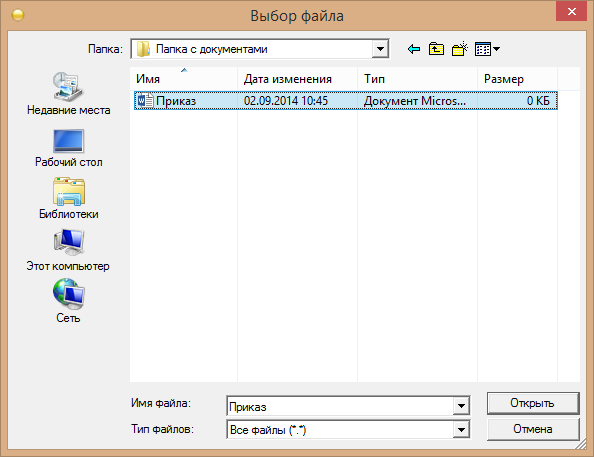 Выбор файла
Папка: Папка с документами
Имя Дата изменения Тип Размер
Приказ 02.09.2014 10:45 Документ Micros... 0 КБ
Недавние места
Рабочий стол
Библиотеки
Этот компьютер
Сеть
Имя файла: Приказ Открыть
Тип файлов: Все файлы (*.*) Отмена